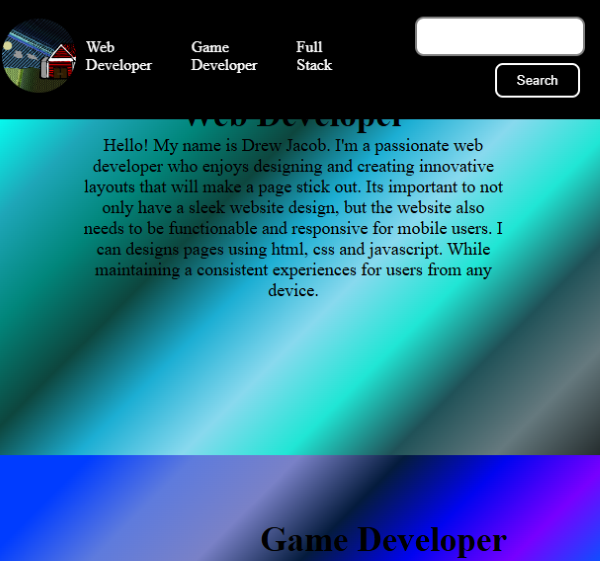 Web
Developer
Game
Developer
Full
Stack
Search
Web Developer
Hello! My name is Drew Jacob. I'm a passionate web
developer who enjoys designing and creating innovative
layouts that will make a page stick out. Its important to not
only have a sleek website design, but the website also
needs to be functionable and responsive for mobile users. I
can designs pages using html, css and javascript. While
maintaining a consistent experiences for users from any
device.
Game Developer